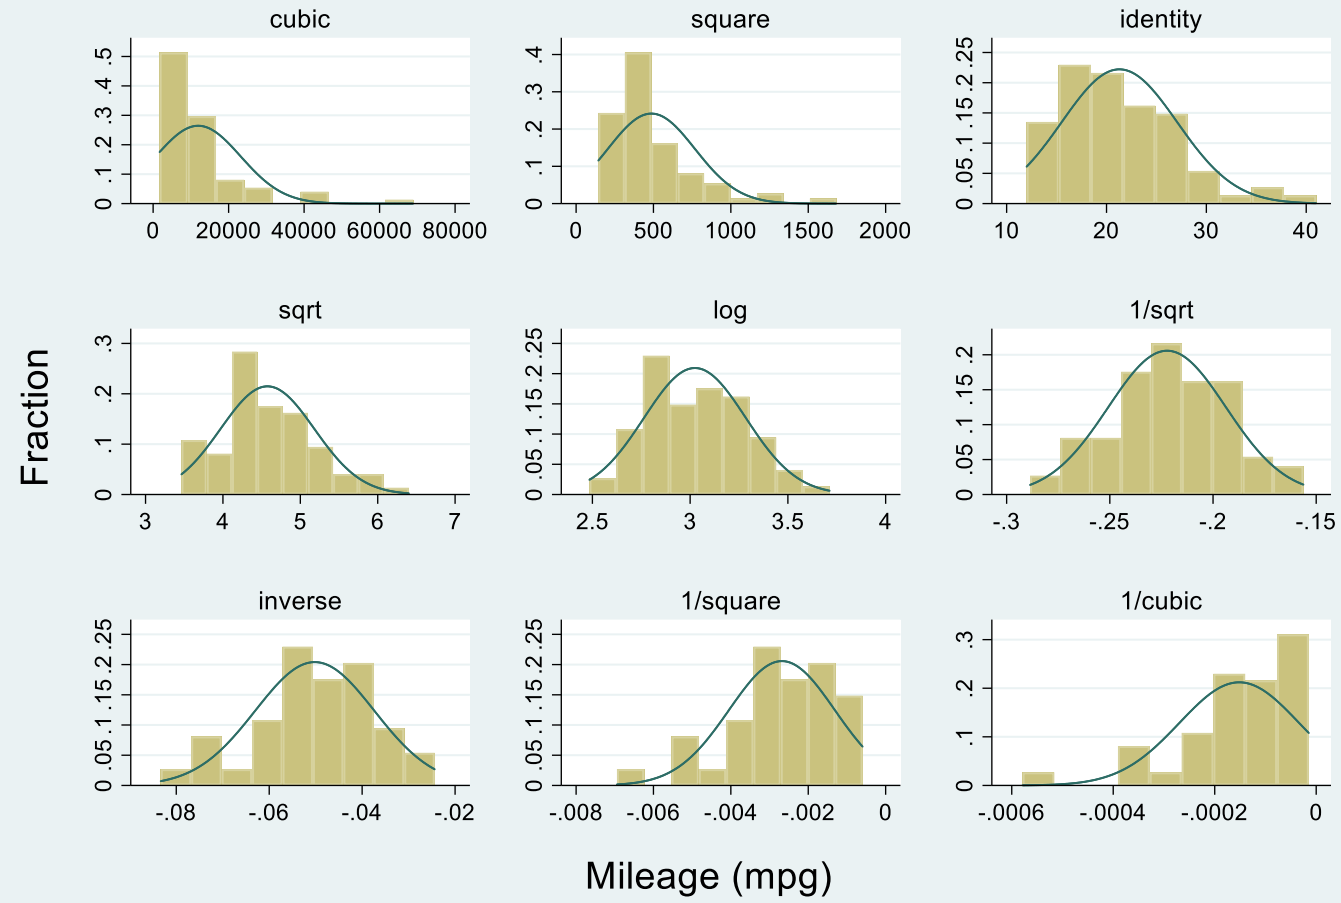 cubic
square
identity
0 .1 .2 .3 .4 .5
0 .1 .2 .3 .4
0 .05 .1 .15 .2 .25
0 20000 40000 60000 80000
0 500 1000 1500 2000
10 20 30 40
sqrt
log
1/sqrt
0 .1 .2 .3
0 .05 .1 .15 .2 .25
0 .05 .1 .15 .2
3 4 5 6 7
2.5 3 3.5 4
-.3 -.25 -.2 -.15
Fraction
inverse
1/square
1/cubic
0 .05 .1 .15 .2 .25
0 .05 .1 .15 .2 .25
0 .1 .2 .3
-.08 -.06 -.04 -.02
-.008 -.006 -.004 -.002 0
-.0006 -.0004 -.0002 0
Mileage (mpg)